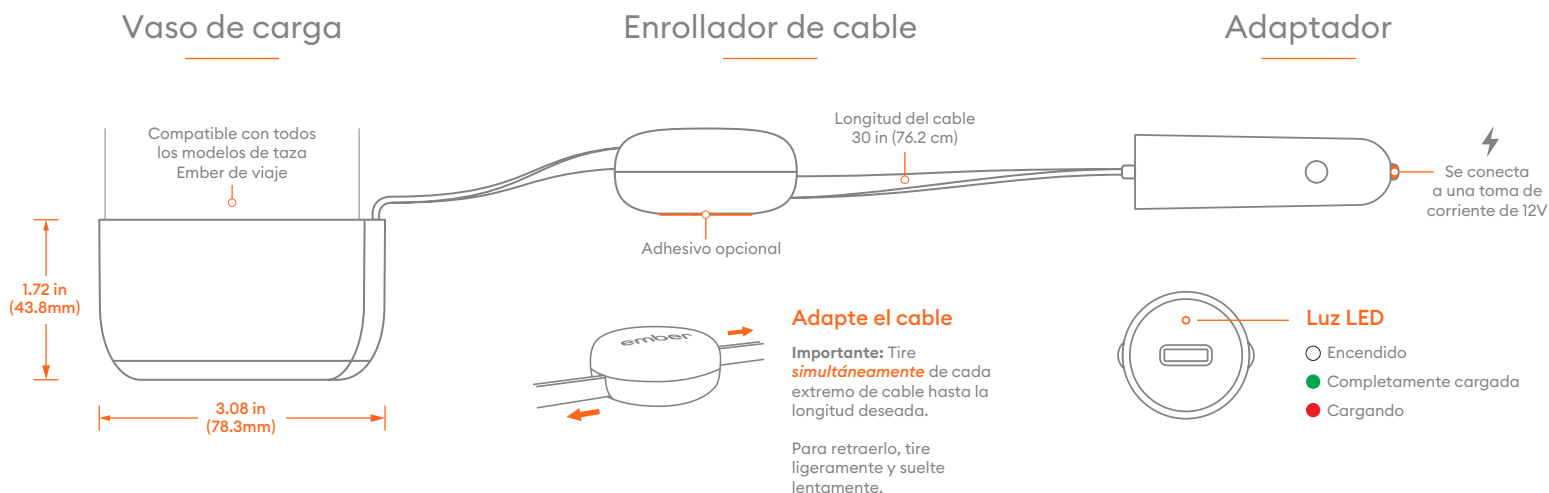 Vaso de carga
Enrollador de cable
Adaptador
Compatible con todos
los modelos de taza
Ember de viaje
Longitud del cable
30 in (76.2 cm)
Se conecta
a una toma de
corriente de 12V
Adhesivo opcional
1.72 in
(43.8mm)
3.08 in
(78.3mm)
ember
Adapte el cable
Importante: Tire
simultáneamente de cada
extremo de cable hasta la
longitud deseada.
Para retraerlo, tire
ligeramente y suelte
lentamente.
Luz LED
Encendido
Completamente cargada
Cargando